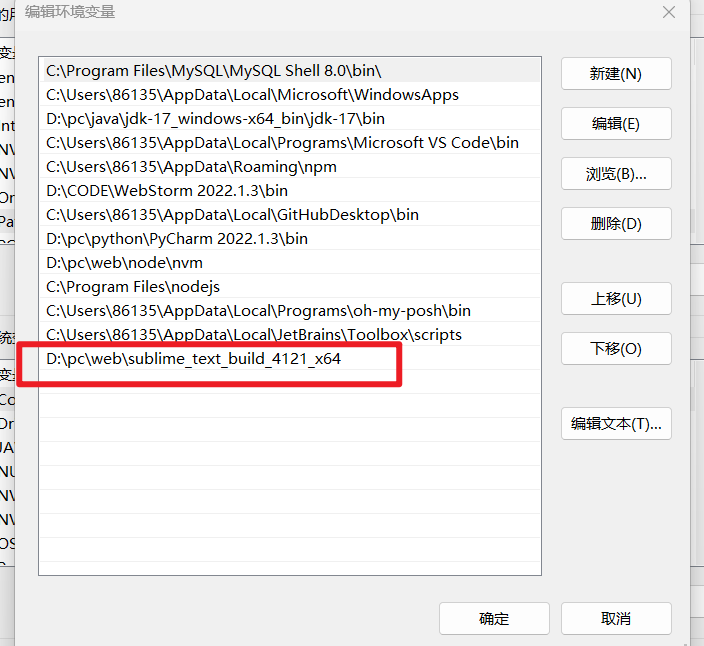 编辑环境变量
C:\Program Files\MySQL\MySQL Shell 8.0\bin\
C:\Users\86135\AppData\Local\Microsoft\WindowsApps
D:\pc\java\jdk-17_windows-x64_bin\jdk-17\bin
C:\Users\86135\AppData\Local\Programs\Microsoft VS Code\bin
C:\Users\86135\AppData\Roaming\npm
D:\CODE\WebStorm 2022.1.3\bin
C:\Users\86135\AppData\Local\GitHubDesktop\bin
D:\pc\python\PyCharm 2022.1.3\bin
D:\pc\web\node\nvm
C:\Program Files\nodejs
C:\Users\86135\AppData\Local\Programs\oh-my-posh\bin
C:\Users\86135\AppData\Local\JetBrains\Toolbox\scripts
D:\pc\web\sublime_text_build_4121_x64
新建(N)
编辑(E)
浏览(B)...
删除(D)
上移(U)
下移(O)
编辑文本(T)...
确定
取消